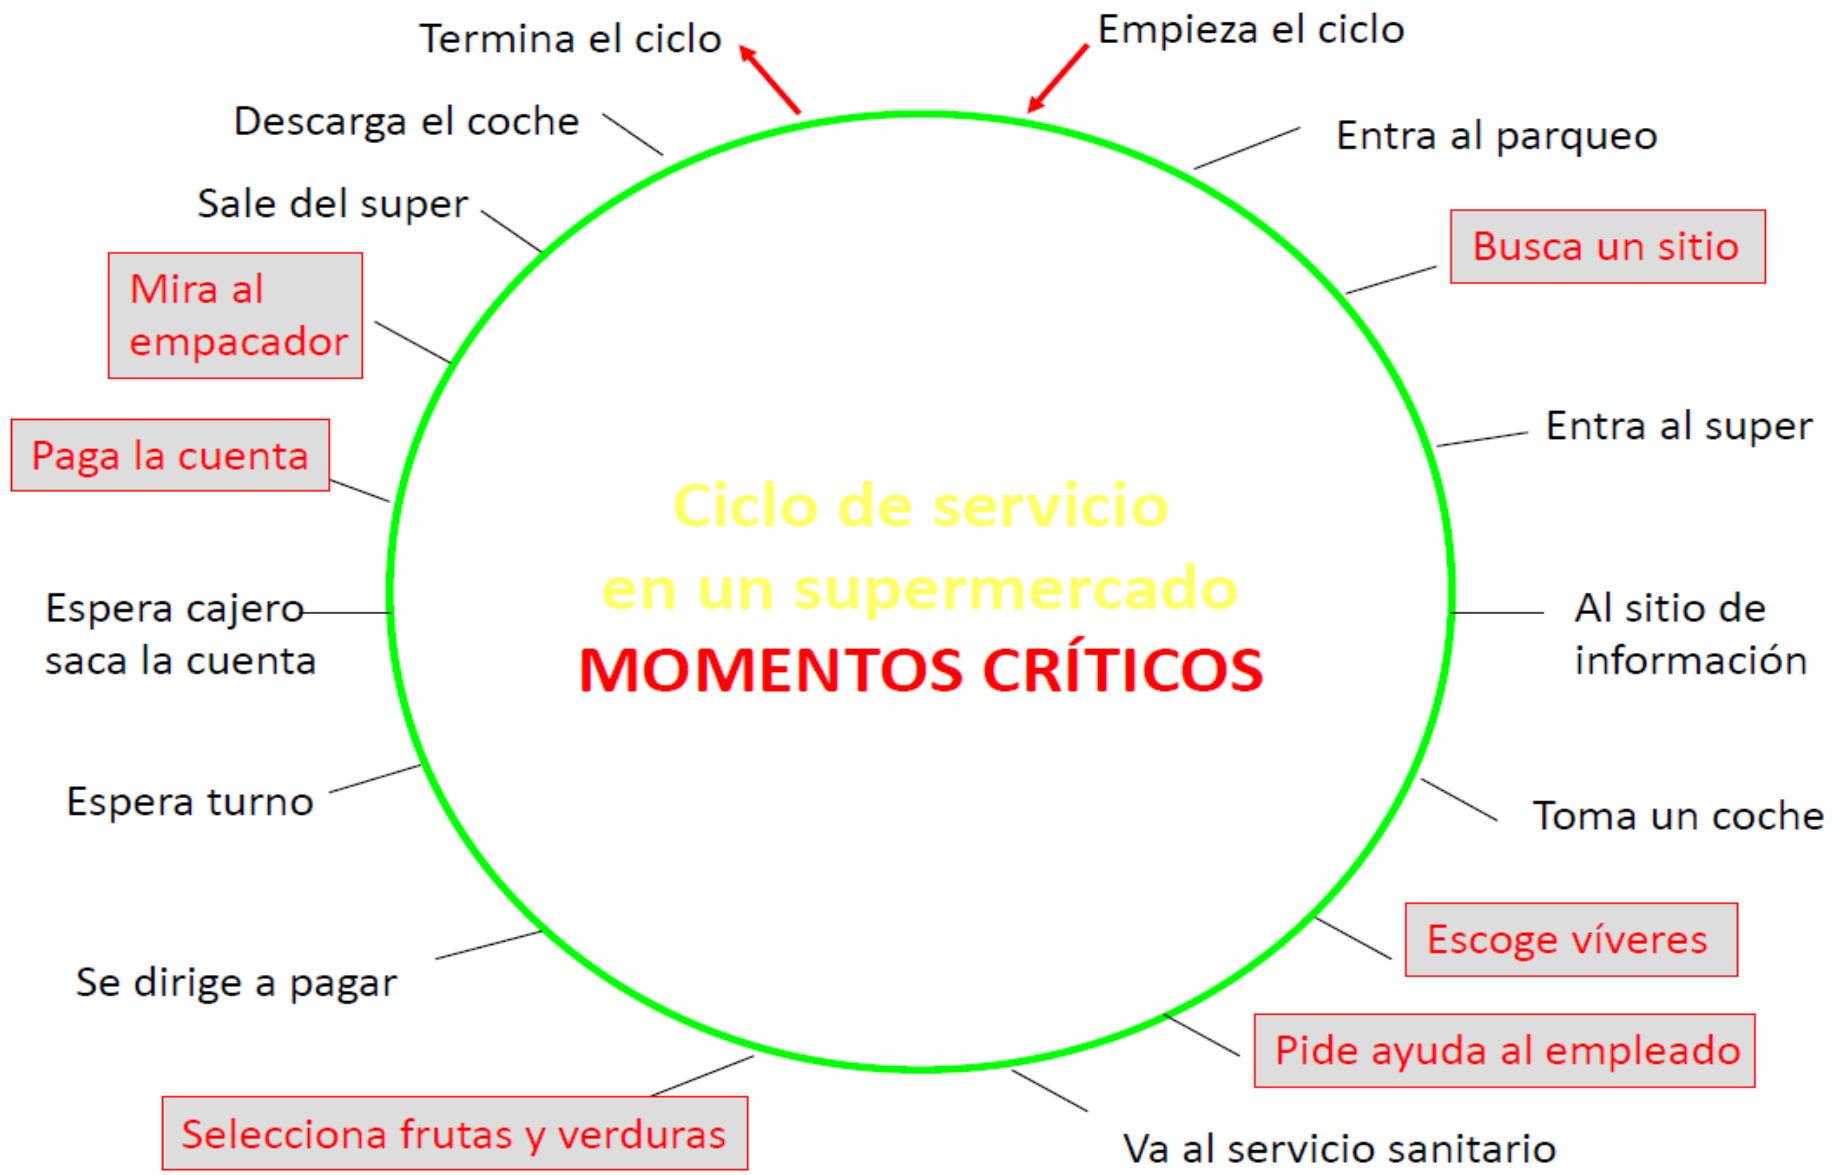 Empieza el ciclo
Entra al parqueo
Busca un sitio
Entra al super
Al sitio de
información
Toma un coche
Escoge víveres
Pide ayuda al empleado
Va al servicio sanitario
Selecciona frutas y verduras
Se dirige a pagar
Espera turno
Espera cajero
saca la cuenta
Paga la cuenta
Mira al
empacador
Sale del super
Descarga el coche
Termina el ciclo
Ciclo de servicio
en un supermercado
MOMENTOS CRÍTICOS